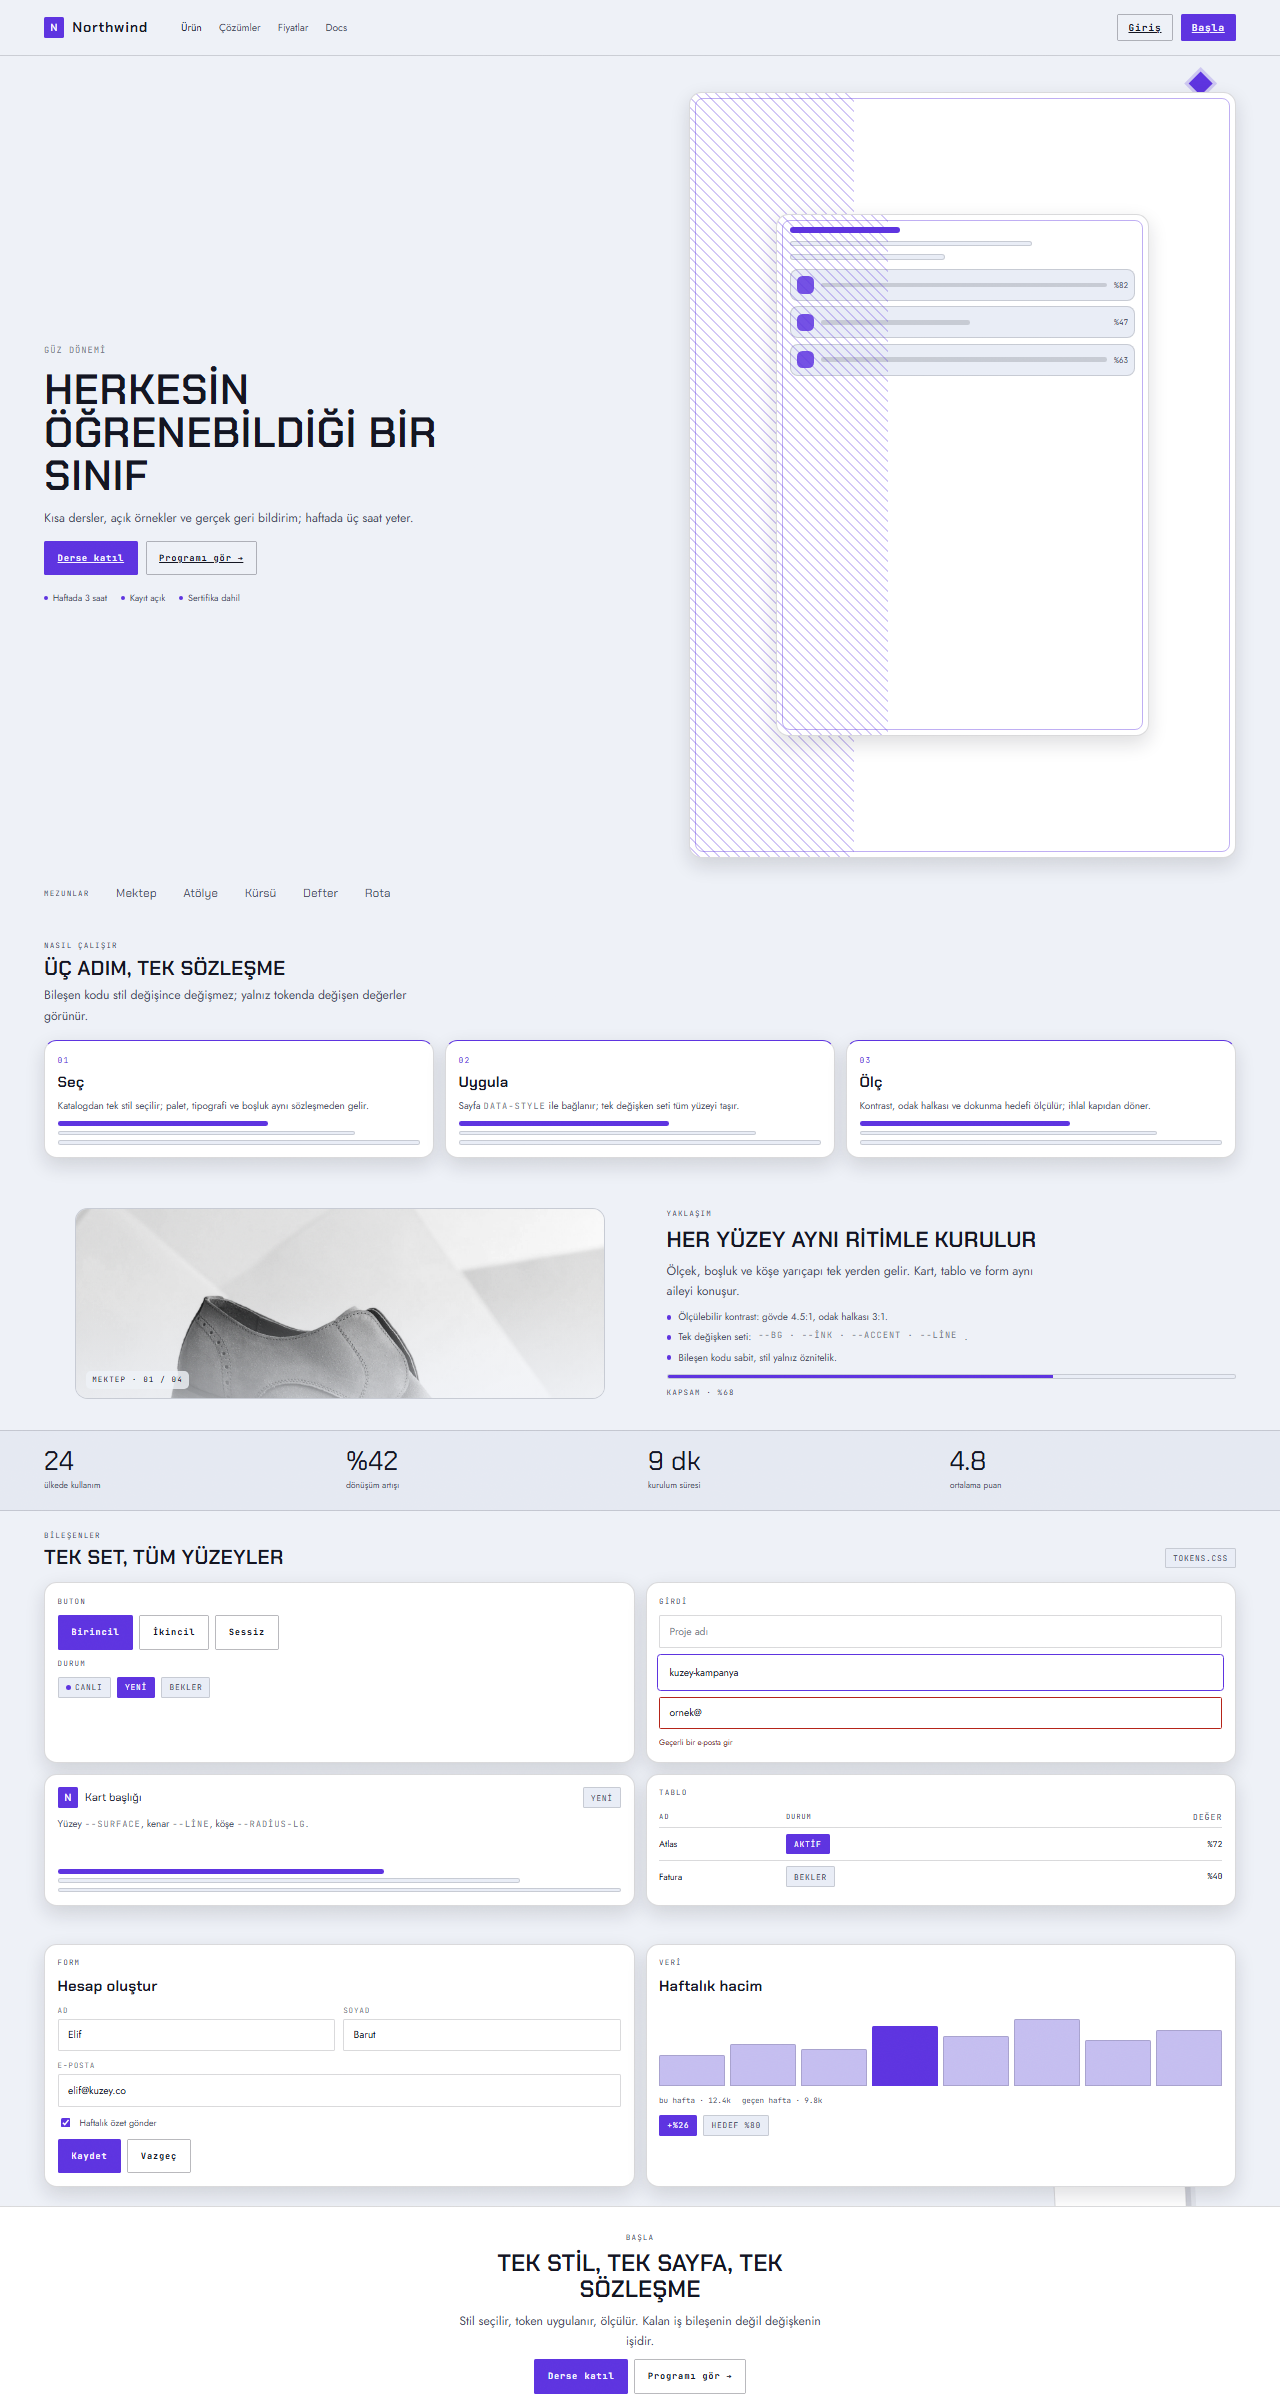 N Northwind Ürün Çözümler Fiyatlar Docs Giriş Başla
GÜZ DÖNEMİ
HERKESİN
ÖĞRENEBİLDİĞİ BİR
SINIF
Kısa dersler, açık örnekler ve gerçek geri bildirim; haftada üç saat yeter.
Derse katıl Programı gör →
Haftada 3 saat Kayıt açık Sertifika dahil
%82
%47
%63
MEZUNLAR Mektep Atölye Kürsü Defter Rota
NASIL ÇALIŞIR
ÜÇ ADIM, TEK SÖZLEŞME
Bileşen kodu stil değişince değişmez; yalnız tokenda değişen değerler
görünür.
01
Seç
Katalogdan tek stil seçilir; palet, tipografi ve boşluk aynı sözleşmeden gelir.
02
Uygula
Sayfa DATA-STYLE ile bağlanır; tek değişken seti tüm yüzeyi taşır.
03
Ölç
Kontrast, odak halkası ve dokunma hedefi ölçülür; ihlal kapıdan döner.
MEKTEP · 01 / 04
YAKLAŞIM
HER YÜZEY AYNI RİTİMLE KURULUR
Ölçek, boşluk ve köşe yarıçapı tek yerden gelir. Kart, tablo ve form aynı
aileyi konuşur.
Ölçülebilir kontrast: gövde 4.5:1, odak halkası 3:1.
Tek değişken seti: --BG · --İNK · --ACCENT · --LİNE .
Bileşen kodu sabit, stil yalnız öznitelik.
KAPSAM · %68
24
ülkede kullanım
%42
dönüşüm artışı
9 dk
kurulum süresi
4.8
ortalama puan
BİLEŞENLER
TEK SET, TÜM YÜZEYLER
TOKENS.CSS
BUTON
Birincil İkincil Sessiz
DURUM
CANLI YENİ BEKLER
GİRDİ
Proje adı
kuzey-kampanya
ornek@
Geçerli bir e-posta gir
N Kart başlığı YENİ
Yüzey --SURFACE, kenar --LİNE, köşe --RADİUS-LG.
TABLO
AD DURUM DEĞER
Atlas AKTİF %72
Fatura BEKLER %40
FORM
Hesap oluştur
AD SOYAD
Elif Barut
E-POSTA
elif@kuzey.co
Haftalık özet gönder
Kaydet Vazgeç
VERİ
Haftalık hacim
bu hafta · 12.4k geçen hafta · 9.8k
+%26 HEDEF %80
BAŞLA
TEK STİL, TEK SAYFA, TEK
SÖZLEŞME
Stil seçilir, token uygulanır, ölçülür. Kalan iş bileşenin değil değişkenin
işidir.
Derse katıl Programı gör →